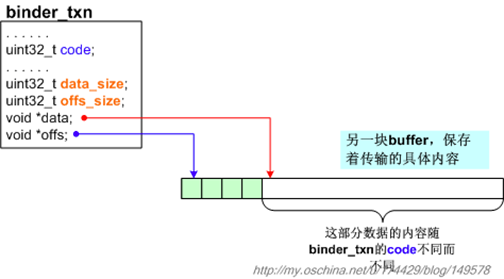 binder_txn
. . . . . .
uint32_t code;
. . . . . .
uint32_t data_size;
uint32_t offs_size;
void *data;
void *offs;
另一块buffer，保存
着传输的具体内容
这部分数据的内容随
binder_txn的code不同而
不同
http://my.oschina.net/u/174429/blog/149578